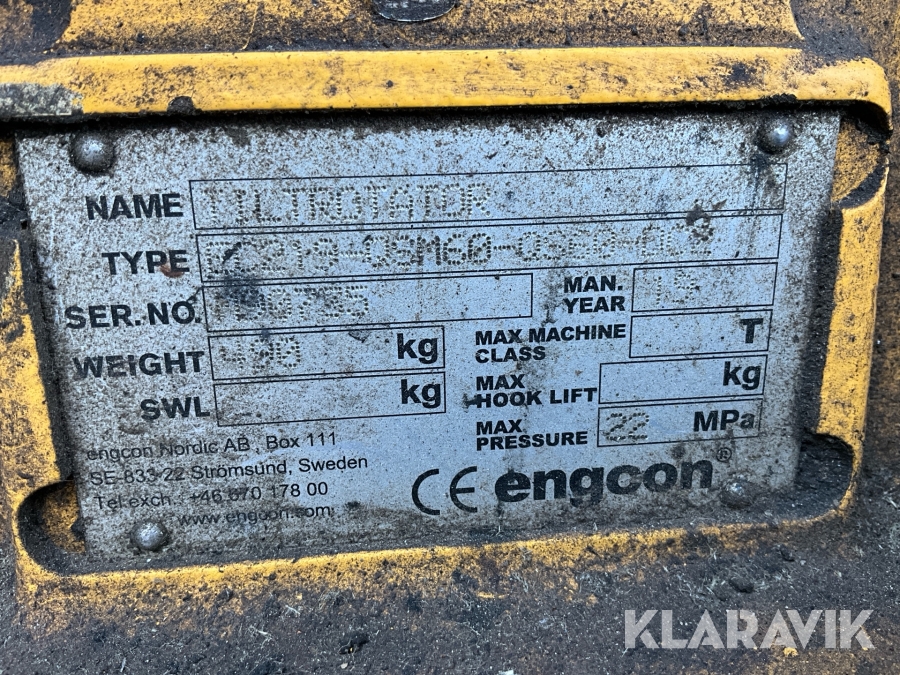 NAME TILTROTATOR
TYPE
SER.NO.
MAN. YEAR 15
WEIGHT kg
MAX MACHINE CLASS T
SWL kg
MAX HOOK LIFT kg
MAX PRESSURE 22 MPa
engcon Nordic AB, Box 111
SE-833 22 Strömsund, Sweden
Tel.exch.: +46 670 178 00
www.engcon.com
CE engcon®
KLARAVIK